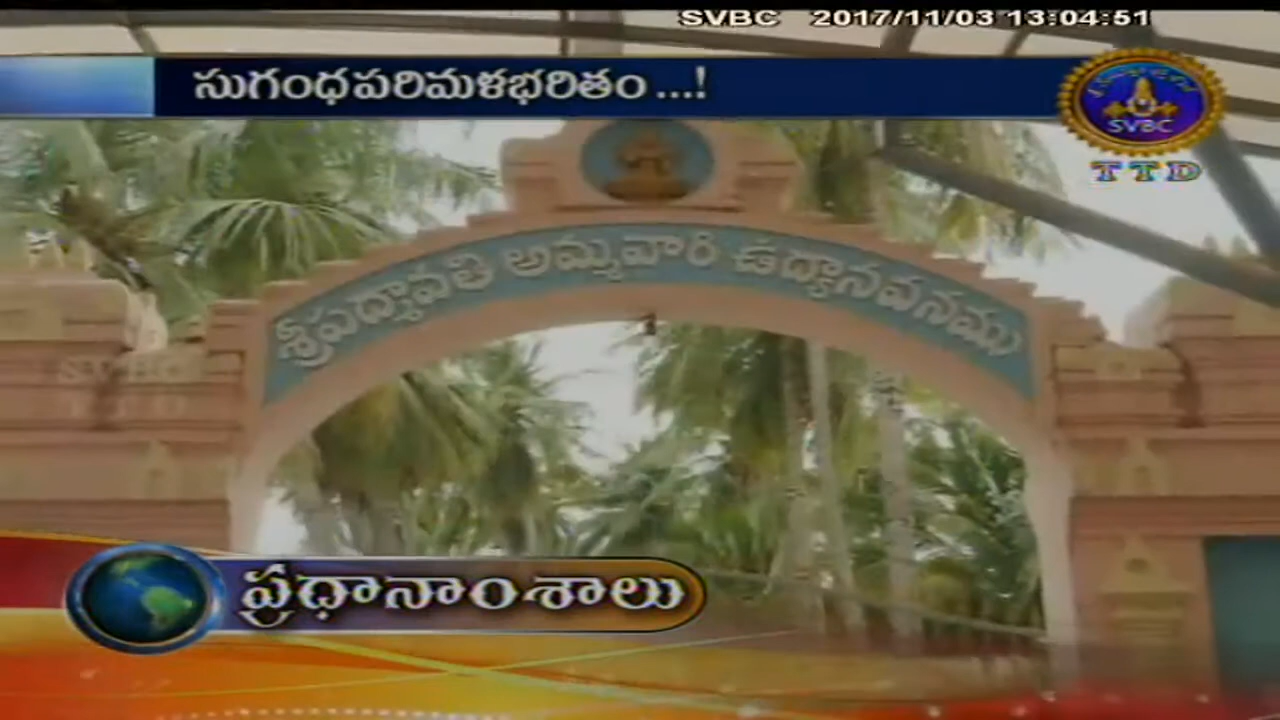 SVBC 2017/11/03 13:04:51
సుగంధపరిమళభరితం...!
SVBC
TTD
శ్రీపద్మావతి అమ్మవారి ఉద్యానవనము
ప్రధానాంశాలు